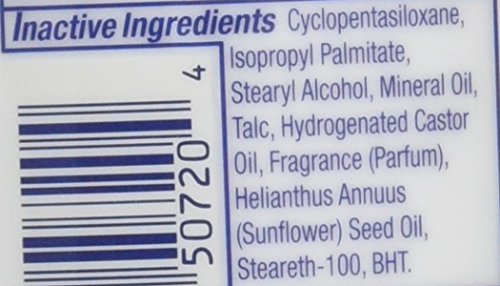 Inactive Ingredients Cyclopentasiloxane,
Isopropyl Palmitate,
Stearyl Alcohol, Mineral Oil,
Talc, Hydrogenated Castor
Oil, Fragrance (Parfum),
Helianthus Annuus
(Sunflower) Seed Oil,
Steareth-100, BHT.
50720
4